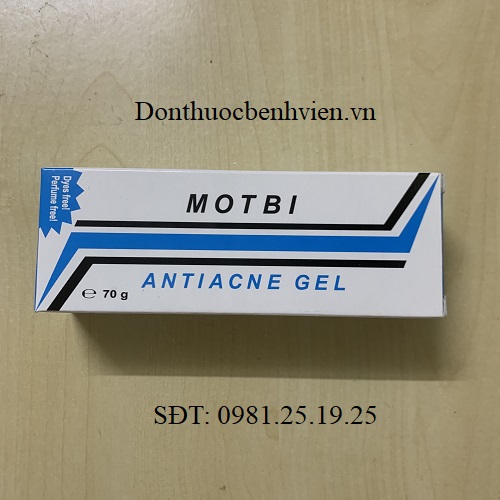 Donthuocbenhvien.vn
Dyes free!
Perfume free!
MOTBI
ANTIACNE GEL
℮ 70 g
SĐT: 0981.25.19.25